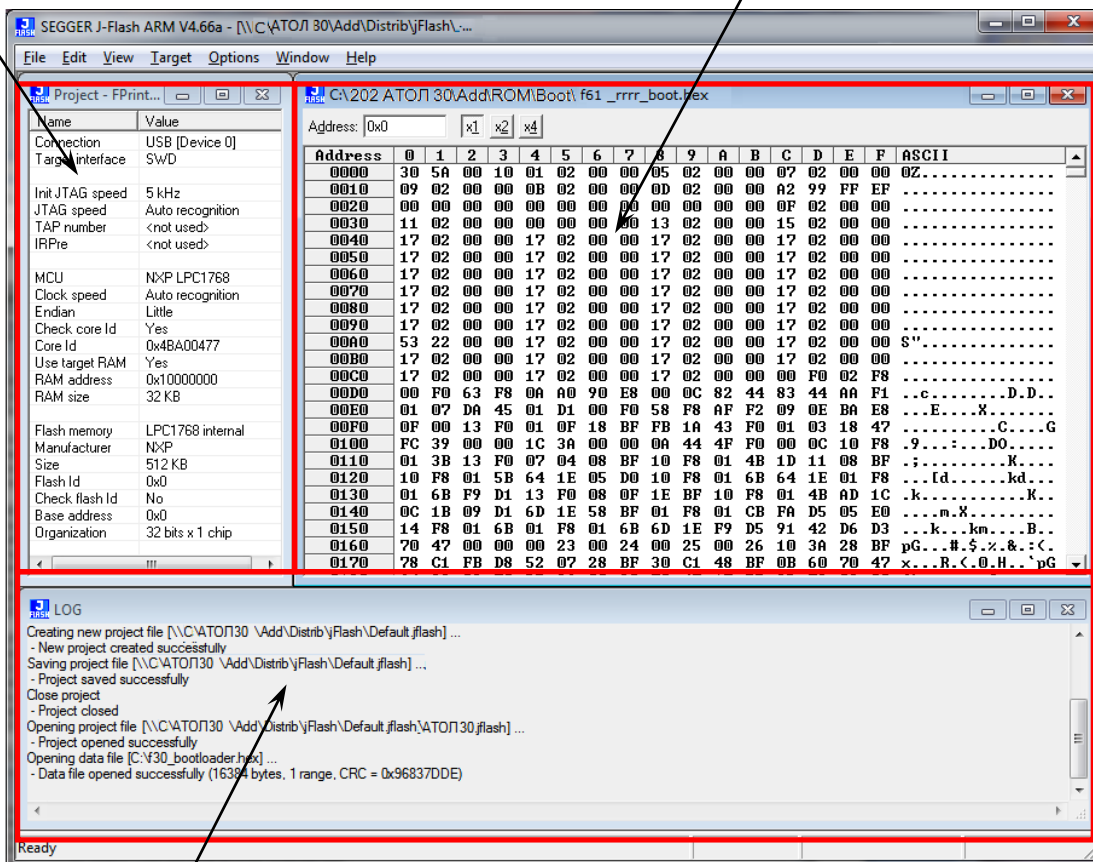 SEGGER J-Flash ARM V4.66a - [\\C\АТОЛ 30\Add\Distrib\jFlash\...
File Edit View Target Options Window Help
Project - FPrint...
Name Value
Connection USB [Device 0]
Target interface SWD
Init JTAG speed 5 kHz
JTAG speed Auto recognition
TAP number <not used>
IRPre <not used>
MCU NXP LPC1768
Clock speed Auto recognition
Endian Little
Check core Id Yes
Core Id 0x4BA00477
Use target RAM Yes
RAM address 0x10000000
RAM size 32 KB
Flash memory LPC1768 internal
Manufacturer NXP
Size 512 KB
Flash Id 0x0
Check flash Id No
Base address 0x0
Organization 32 bits x 1 chip
C:\202 АТОЛ 30\Add\ROM\Boot\ f61 _rrrr_boot.hex
Address: 0x0 x1 x2 x4
Address 0 1 2 3 4 5 6 7 8 9 A B C D E F ASCII
0000 30 5A 00 10 01 02 00 00 05 02 00 00 07 02 00 00 0Z..............
0010 09 02 00 00 0B 02 00 00 0D 02 00 00 A2 99 FF EF ................
0020 00 00 00 00 00 00 00 00 00 00 00 00 0F 02 00 00 ................
0030 11 02 00 00 00 00 00 00 13 02 00 00 15 02 00 00 ................
0040 17 02 00 00 17 02 00 00 17 02 00 00 17 02 00 00 ................
0050 17 02 00 00 17 02 00 00 17 02 00 00 17 02 00 00 ................
0060 17 02 00 00 17 02 00 00 17 02 00 00 17 02 00 00 ................
0070 17 02 00 00 17 02 00 00 17 02 00 00 17 02 00 00 ................
0080 17 02 00 00 17 02 00 00 17 02 00 00 17 02 00 00 ................
0090 17 02 00 00 17 02 00 00 17 02 00 00 17 02 00 00 ................
00A0 53 22 00 00 17 02 00 00 17 02 00 00 17 02 00 00 S"..............
00B0 17 02 00 00 17 02 00 00 17 02 00 00 17 02 00 00 ................
00C0 17 02 00 00 17 02 00 00 17 02 00 00 00 F0 02 F8 ................
00D0 00 F0 63 F8 0A A0 90 E8 00 0C 82 44 83 44 AA F1 ..c........D.D..
00E0 01 07 DA 45 01 D1 00 F0 58 F8 AF F2 09 0E BA E8 ...E....X.......
00F0 0F 00 13 F0 01 0F 18 BF FB 1A 43 F0 01 03 18 47 ..........C....G
0100 FC 39 00 00 1C 3A 00 00 0A 44 4F F0 00 0C 10 F8 .9...:...DO.....
0110 01 3B 13 F0 07 04 08 BF 10 F8 01 4B 1D 11 08 BF .;.........K....
0120 10 F8 01 5B 64 1E 05 D0 10 F8 01 6B 64 1E 01 F8 ...[d......kd...
0130 01 6B F9 D1 13 F0 08 0F 1E BF 10 F8 01 4B AD 1C .k...........K..
0140 0C 1B 09 D1 6D 1E 58 BF 01 F8 01 CB FA D5 05 E0 ....m.X.........
0150 14 F8 01 6B 01 F8 01 6B 6D 1E F9 D5 91 42 D6 D3 ...k...km....B..
0160 70 47 00 00 00 23 00 24 00 25 00 26 10 3A 28 BF pG...#.$.%.&.:(.
0170 78 C1 FB D8 52 07 28 BF 30 C1 48 BF 0B 60 70 47 x...R.(.0.H..`pG
LOG
Creating new project file [\\C\АТОЛ30 \Add\Distrib\jFlash\Default.jflash] ...
- New project created successfully
Saving project file [\\C\АТОЛ30 \Add\Distrib\jFlash\Default.jflash] ...
- Project saved successfully
Close project
- Project closed
Opening project file [\\C\АТОЛ30 \Add\Distrib\jFlash\Default.jflash\АТОЛ30.jflash] ...
- Project opened successfully
Opening data file [C:\f30_bootloader.hex] ...
- Data file opened successfully (16384 bytes, 1 range, CRC = 0x96837DDE)
Ready